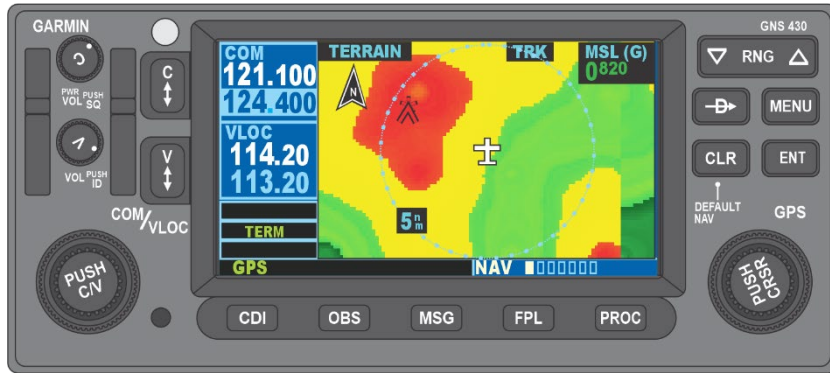 GARMIN
GNS 430
C
PWR
VOL
PUSH
SQ
C
V
VOL
PUSH
ID
V
COM/VLOC
PUSH
C/V
COM
121.100
124.400
VLOC
114.20
113.20
TERM
GPS
TERRAIN
TRK
MSL (G)
0820
N
5 nm
NAV
RNG
D
MENU
CLR
ENT
DEFAULT
NAV
GPS
PUSH
CRSR
CDI
OBS
MSG
FPL
PROC